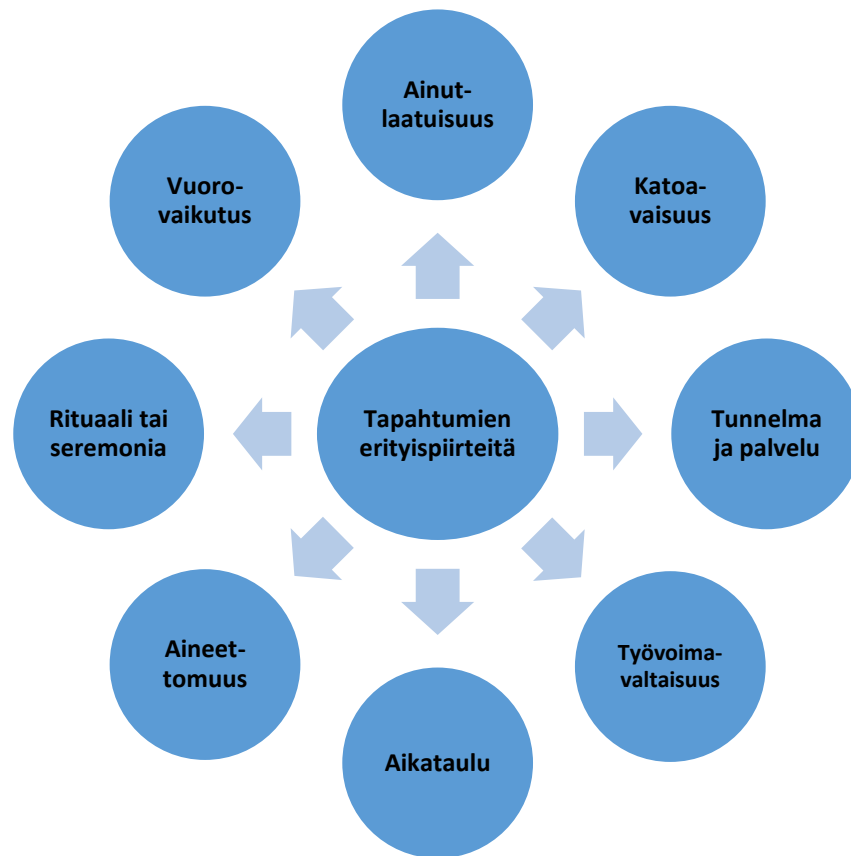 Ainut-
laatuisuus
Vuoro-
vaikutus
Katoa-
vaisuus
Rituaali tai
seremonia
Tapahtumien
erityispiirteitä
Tunnelma
ja palvelu
Aineet-
tomuus
Työvoima-
valtaisuus
Aikataulu